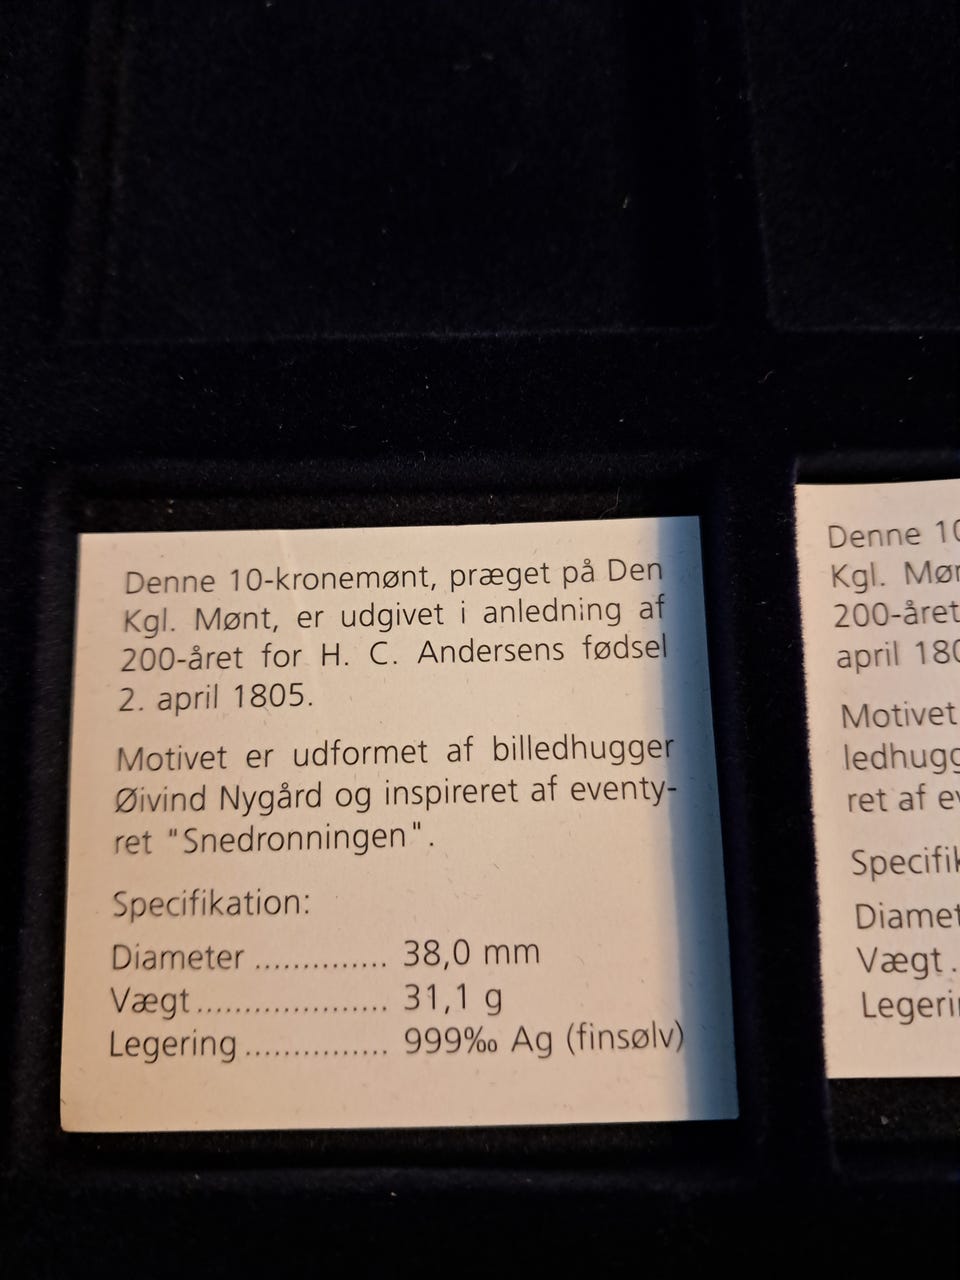 Denne 10-kronemønt, præget på Den
Kgl. Mønt, er udgivet i anledning af
200-året for H. C. Andersens fødsel
2. april 1805.
Motivet er udformet af billedhugger
Øivind Nygård og inspireret af eventy-
ret "Snedronningen".
Specifikation:
Diameter .............. 38,0 mm
Vægt.................... 31,1 g
Legering ............... 999‰ Ag (finsølv)
Denne 10
Kgl. Møn
200-året
april 180
Motivet
ledhugg
ret af ev
Specifik
Diamet
Vægt .
Legerin